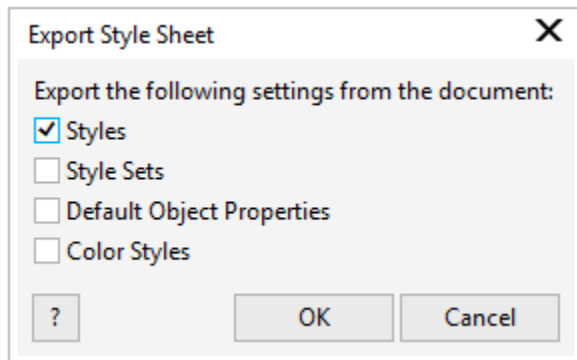 Export Style Sheet
Export the following settings from the document:
Styles
Style Sets
Default Object Properties
Color Styles
? OK Cancel